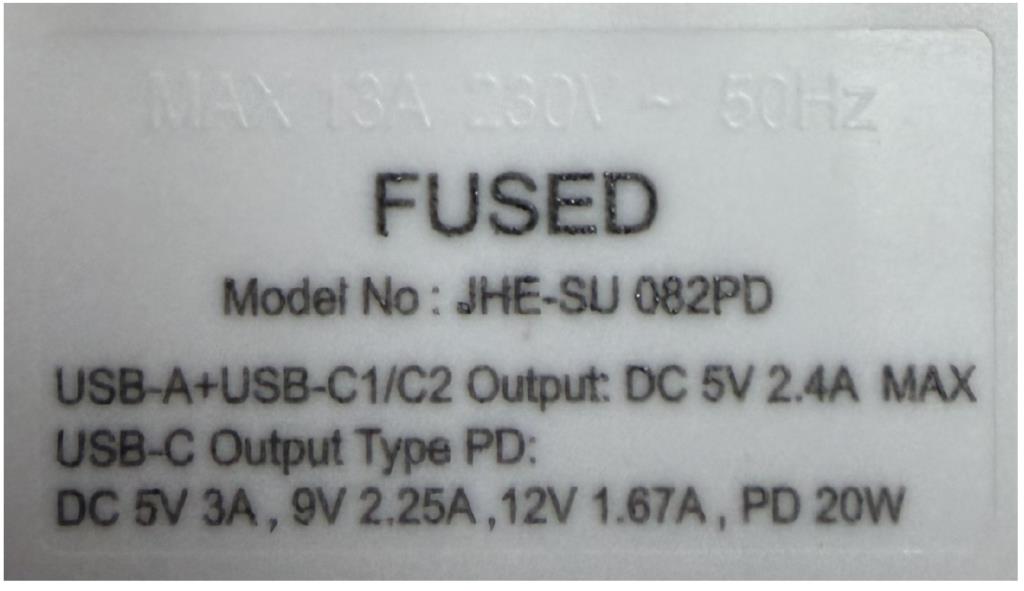 MAX 13A 230V ~ 50Hz
FUSED
Model No : JHE-SU 082PD
USB-A+USB-C1/C2 Output: DC 5V 2.4A MAX
USB-C Output Type PD:
DC 5V 3A , 9V 2.25A ,12V 1.67A , PD 20W